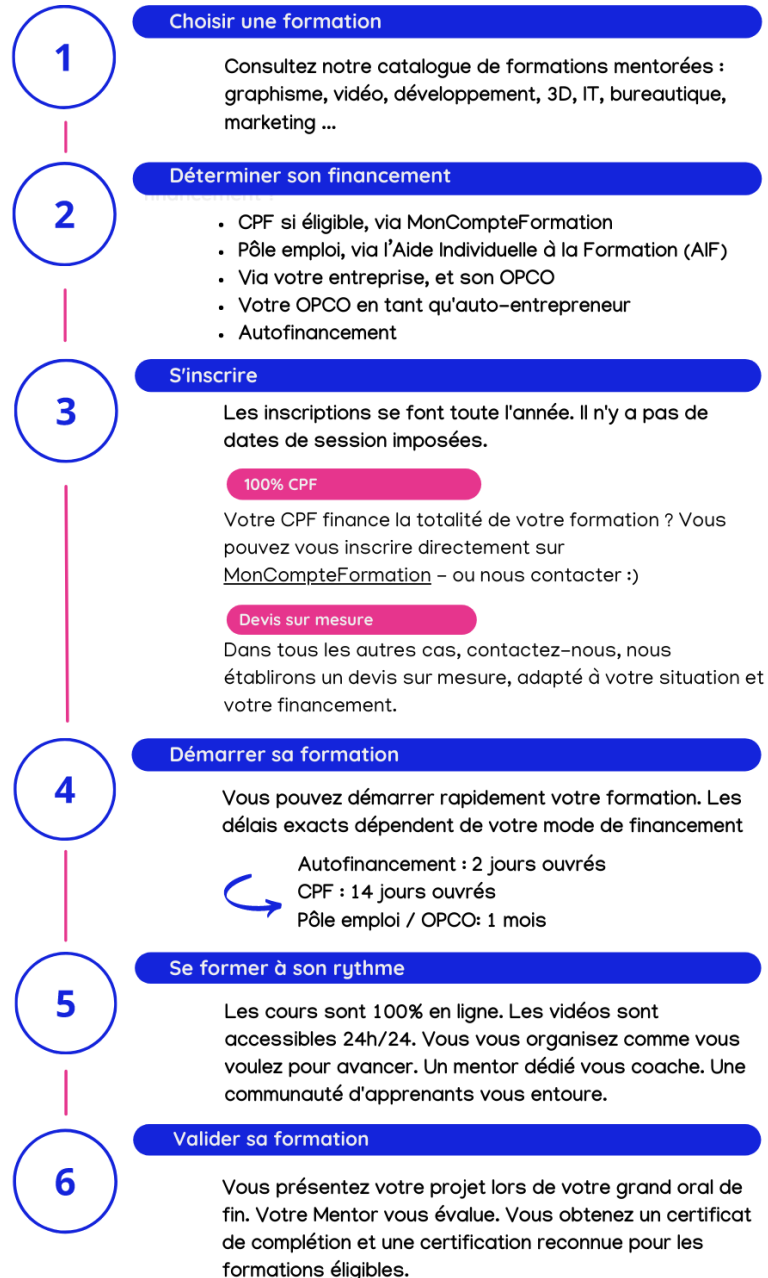 1
Choisir une formation
Consultez notre catalogue de formations mentorées :
graphisme, vidéo, développement, 3D, IT, bureautique,
marketing ...
2
Déterminer son financement
financement ?
• CPF si éligible, via MonCompteFormation
• Pôle emploi, via l'Aide Individuelle à la Formation (AIF)
• Via votre entreprise, et son OPCO
• Votre OPCO en tant qu'auto-entrepreneur
• Autofinancement
3
S'inscrire
Les inscriptions se font toute l'année. Il n'y a pas de
dates de session imposées.
100% CPF
Votre CPF finance la totalité de votre formation ? Vous
pouvez vous inscrire directement sur
MonCompteFormation - ou nous contacter :)
Devis sur mesure
Dans tous les autres cas, contactez-nous, nous
établirons un devis sur mesure, adapté à votre situation et
votre financement.
4
Démarrer sa formation
Vous pouvez démarrer rapidement votre formation. Les
délais exacts dépendent de votre mode de financement
Autofinancement : 2 jours ouvrés
CPF : 14 jours ouvrés
Pôle emploi / OPCO: 1 mois
5
Se former à son rythme
Les cours sont 100% en ligne. Les vidéos sont
accessibles 24h/24. Vous vous organisez comme vous
voulez pour avancer. Un mentor dédié vous coache. Une
communauté d'apprenants vous entoure.
6
Valider sa formation
Vous présentez votre projet lors de votre grand oral de
fin. Votre Mentor vous évalue. Vous obtenez un certificat
de complétion et une certification reconnue pour les
formations éligibles.